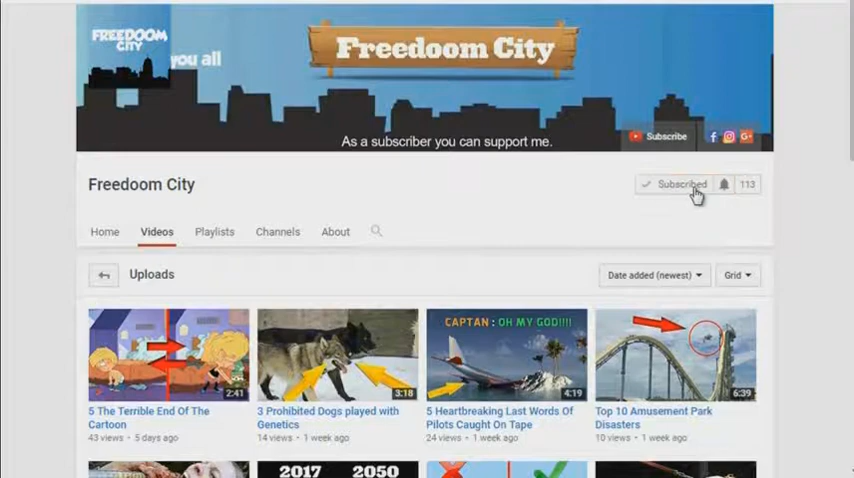 FREEDOOM
CITY
you all
Freedoom City
As a subscriber you can support me.
Subscribe
Freedoom City
Subscribed
113
Home
Videos
Playlists
Channels
About
Uploads
Date added (newest)
Grid
2:41
3:18
CAPTAN : OH MY GOD!!!!
4:19
6:39
5 The Terrible End Of The
Cartoon
43 views • 5 days ago
3 Prohibited Dogs played with
Genetics
14 views • 1 week ago
5 Heartbreaking Last Words Of
Pilots Caught On Tape
24 views • 1 week ago
Top 10 Amusement Park
Disasters
10 views • 1 week ago
2017 2050